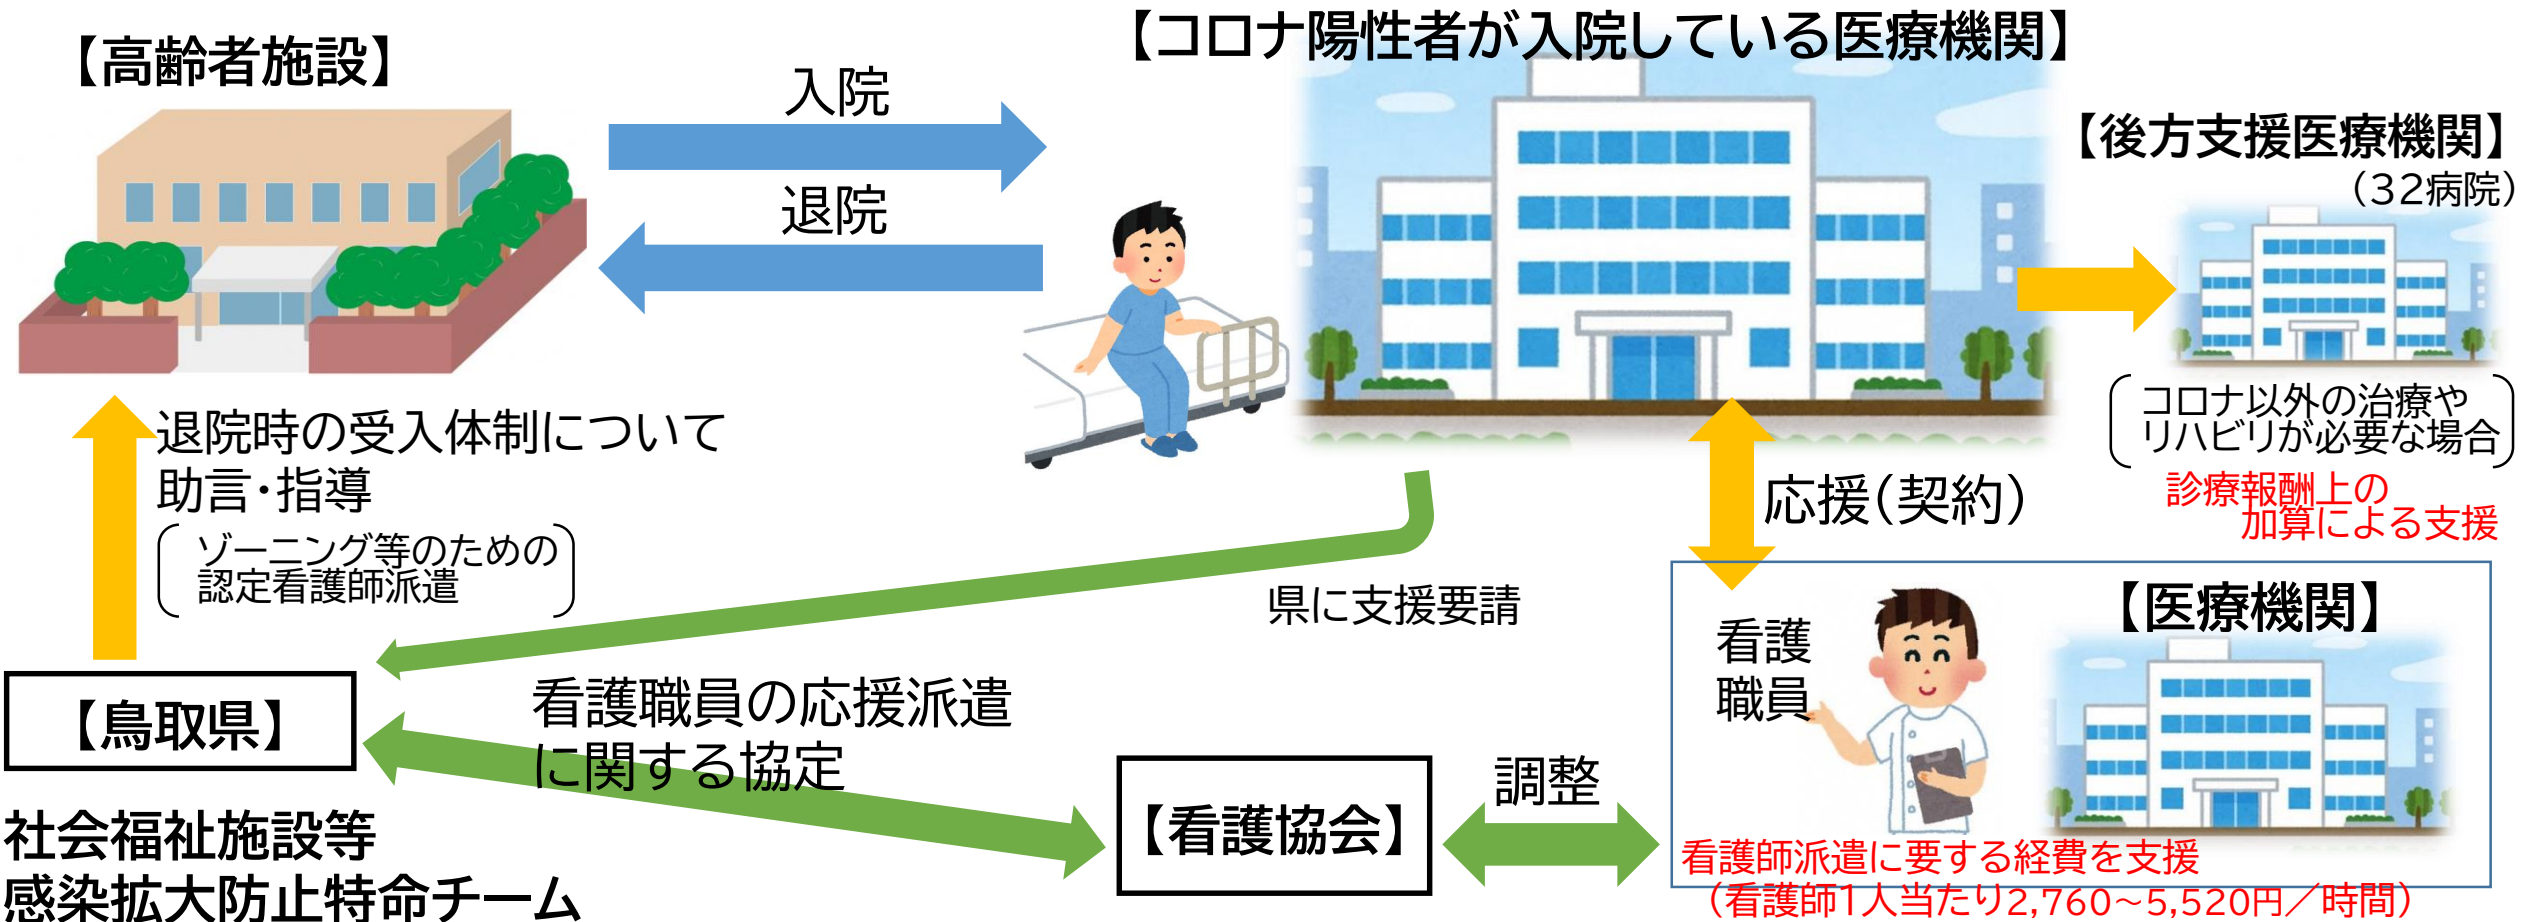 【高齢者施設】
入院
退院
【コロナ陽性者が入院している医療機関】
【後方支援医療機関】
（32病院）
コロナ以外の治療や
リハビリが必要な場合
診療報酬上の
加算による支援
退院時の受入体制について
助言・指導
ゾーニング等のための
認定看護師派遣
県に支援要請
応援（契約）
【鳥取県】
社会福祉施設等
感染拡大防止特命チーム
看護職員の応援派遣
に関する協定
【看護協会】
調整
看護
職員
【医療機関】
看護師派遣に要する経費を支援
（看護師1人当たり2,760～5,520円／時間）